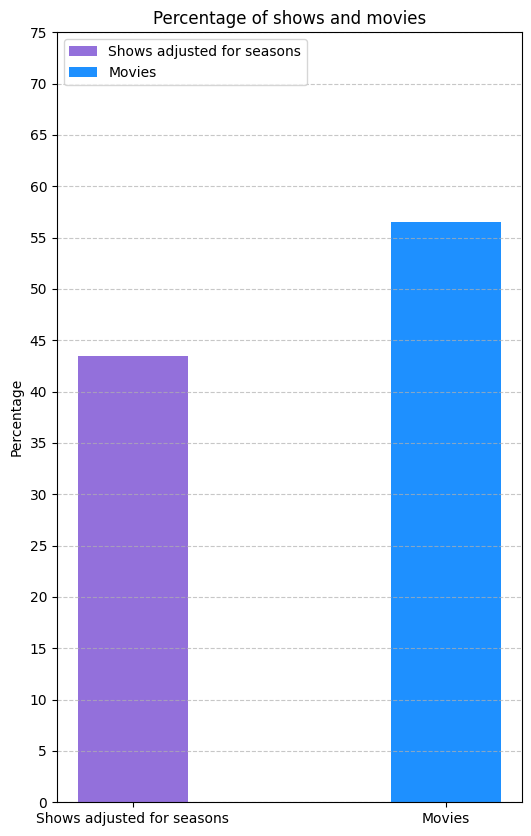 Percentage of shows and movies
Shows adjusted for seasons
Movies
75
70
65
60
55
50
45
40
35
30
25
20
15
10
5
0
Percentage
Shows adjusted for seasons
Movies